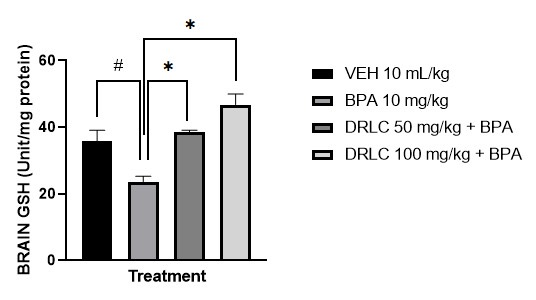 *
# *
60
40
20
0
BRAIN GSH (Unit/mg protein)
Treatment
VEH 10 mL/kg
BPA 10 mg/kg
DRLC 50 mg/kg + BPA
DRLC 100 mg/kg + BPA